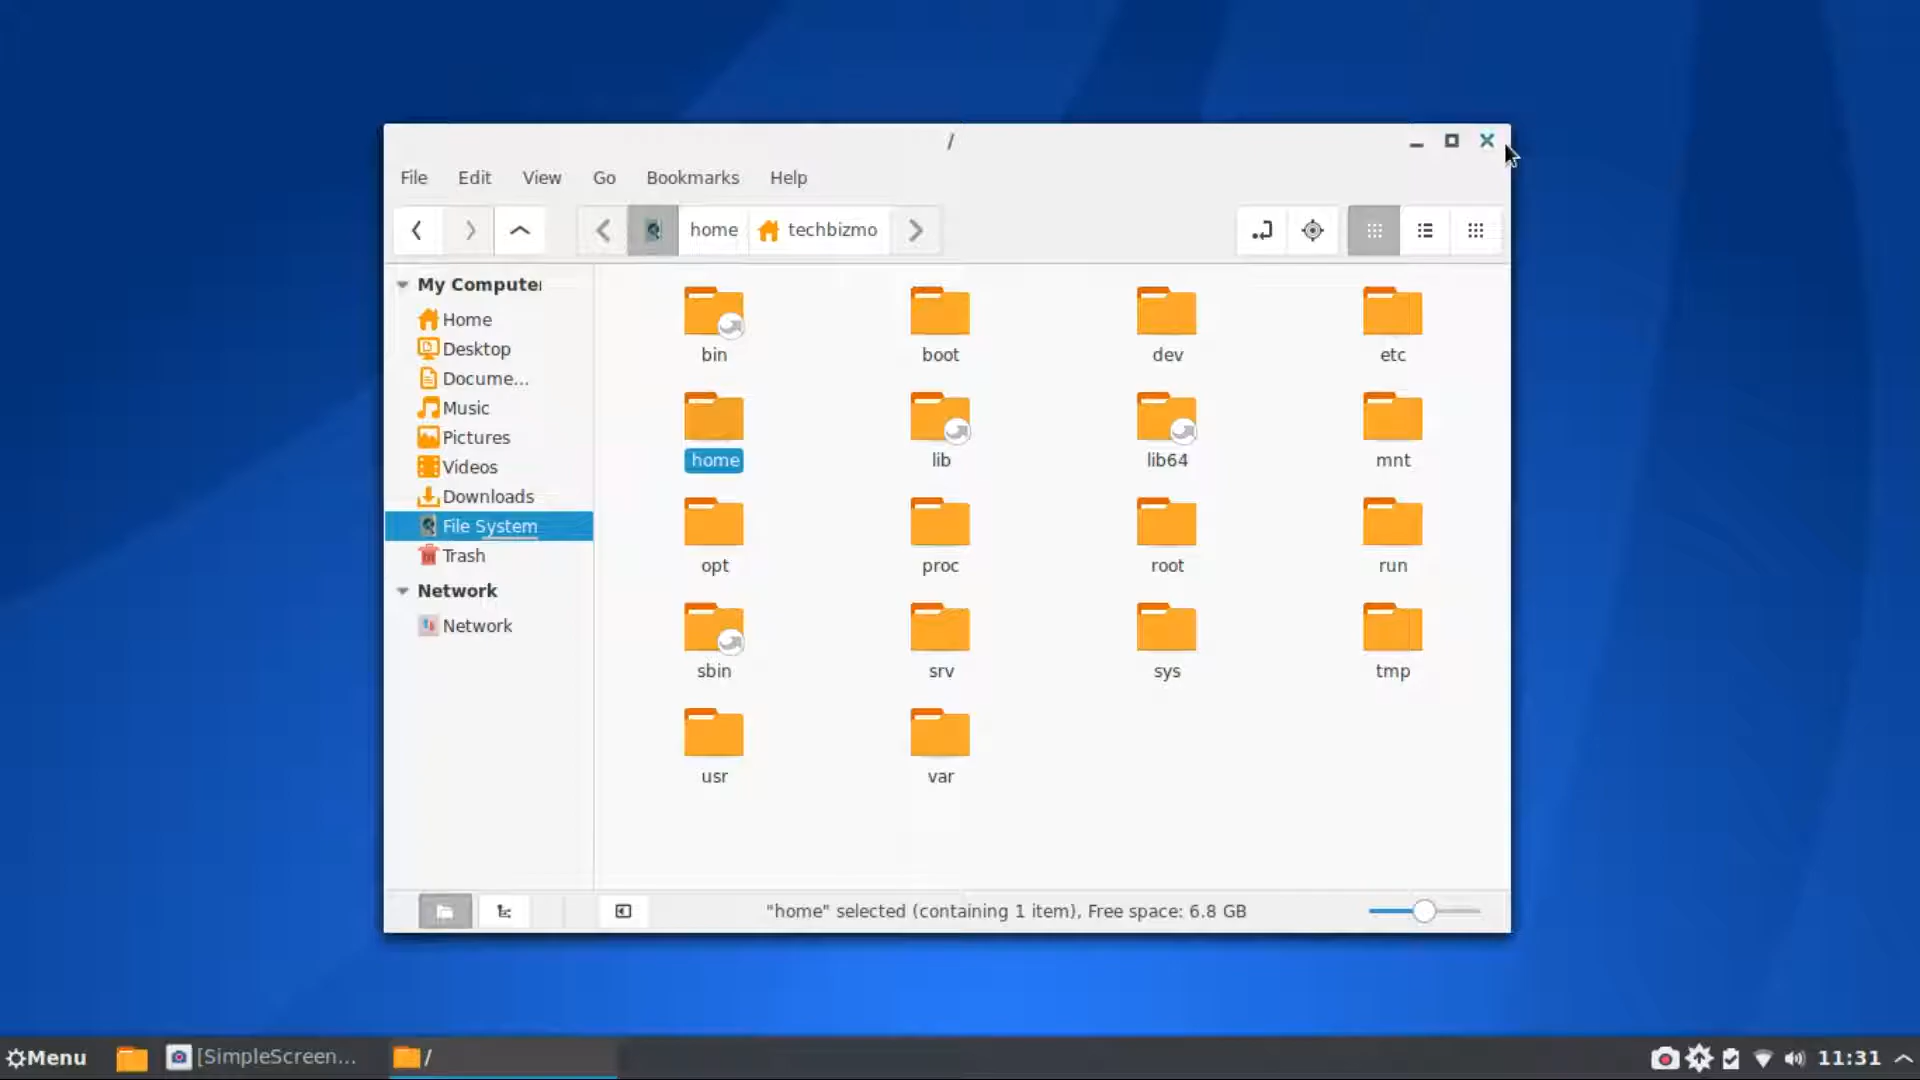 /
File Edit View Go Bookmarks Help
home techbizmo
My Compute
Home
Desktop
Docume...
Music
Pictures
Videos
Downloads
File System
Trash
Network
Network
bin boot dev etc
home lib lib64 mnt
opt proc root run
sbin srv sys tmp
usr var
"home" selected (containing 1 item), Free space: 6.8 GB
Menu [SimpleScreen... / 11:31